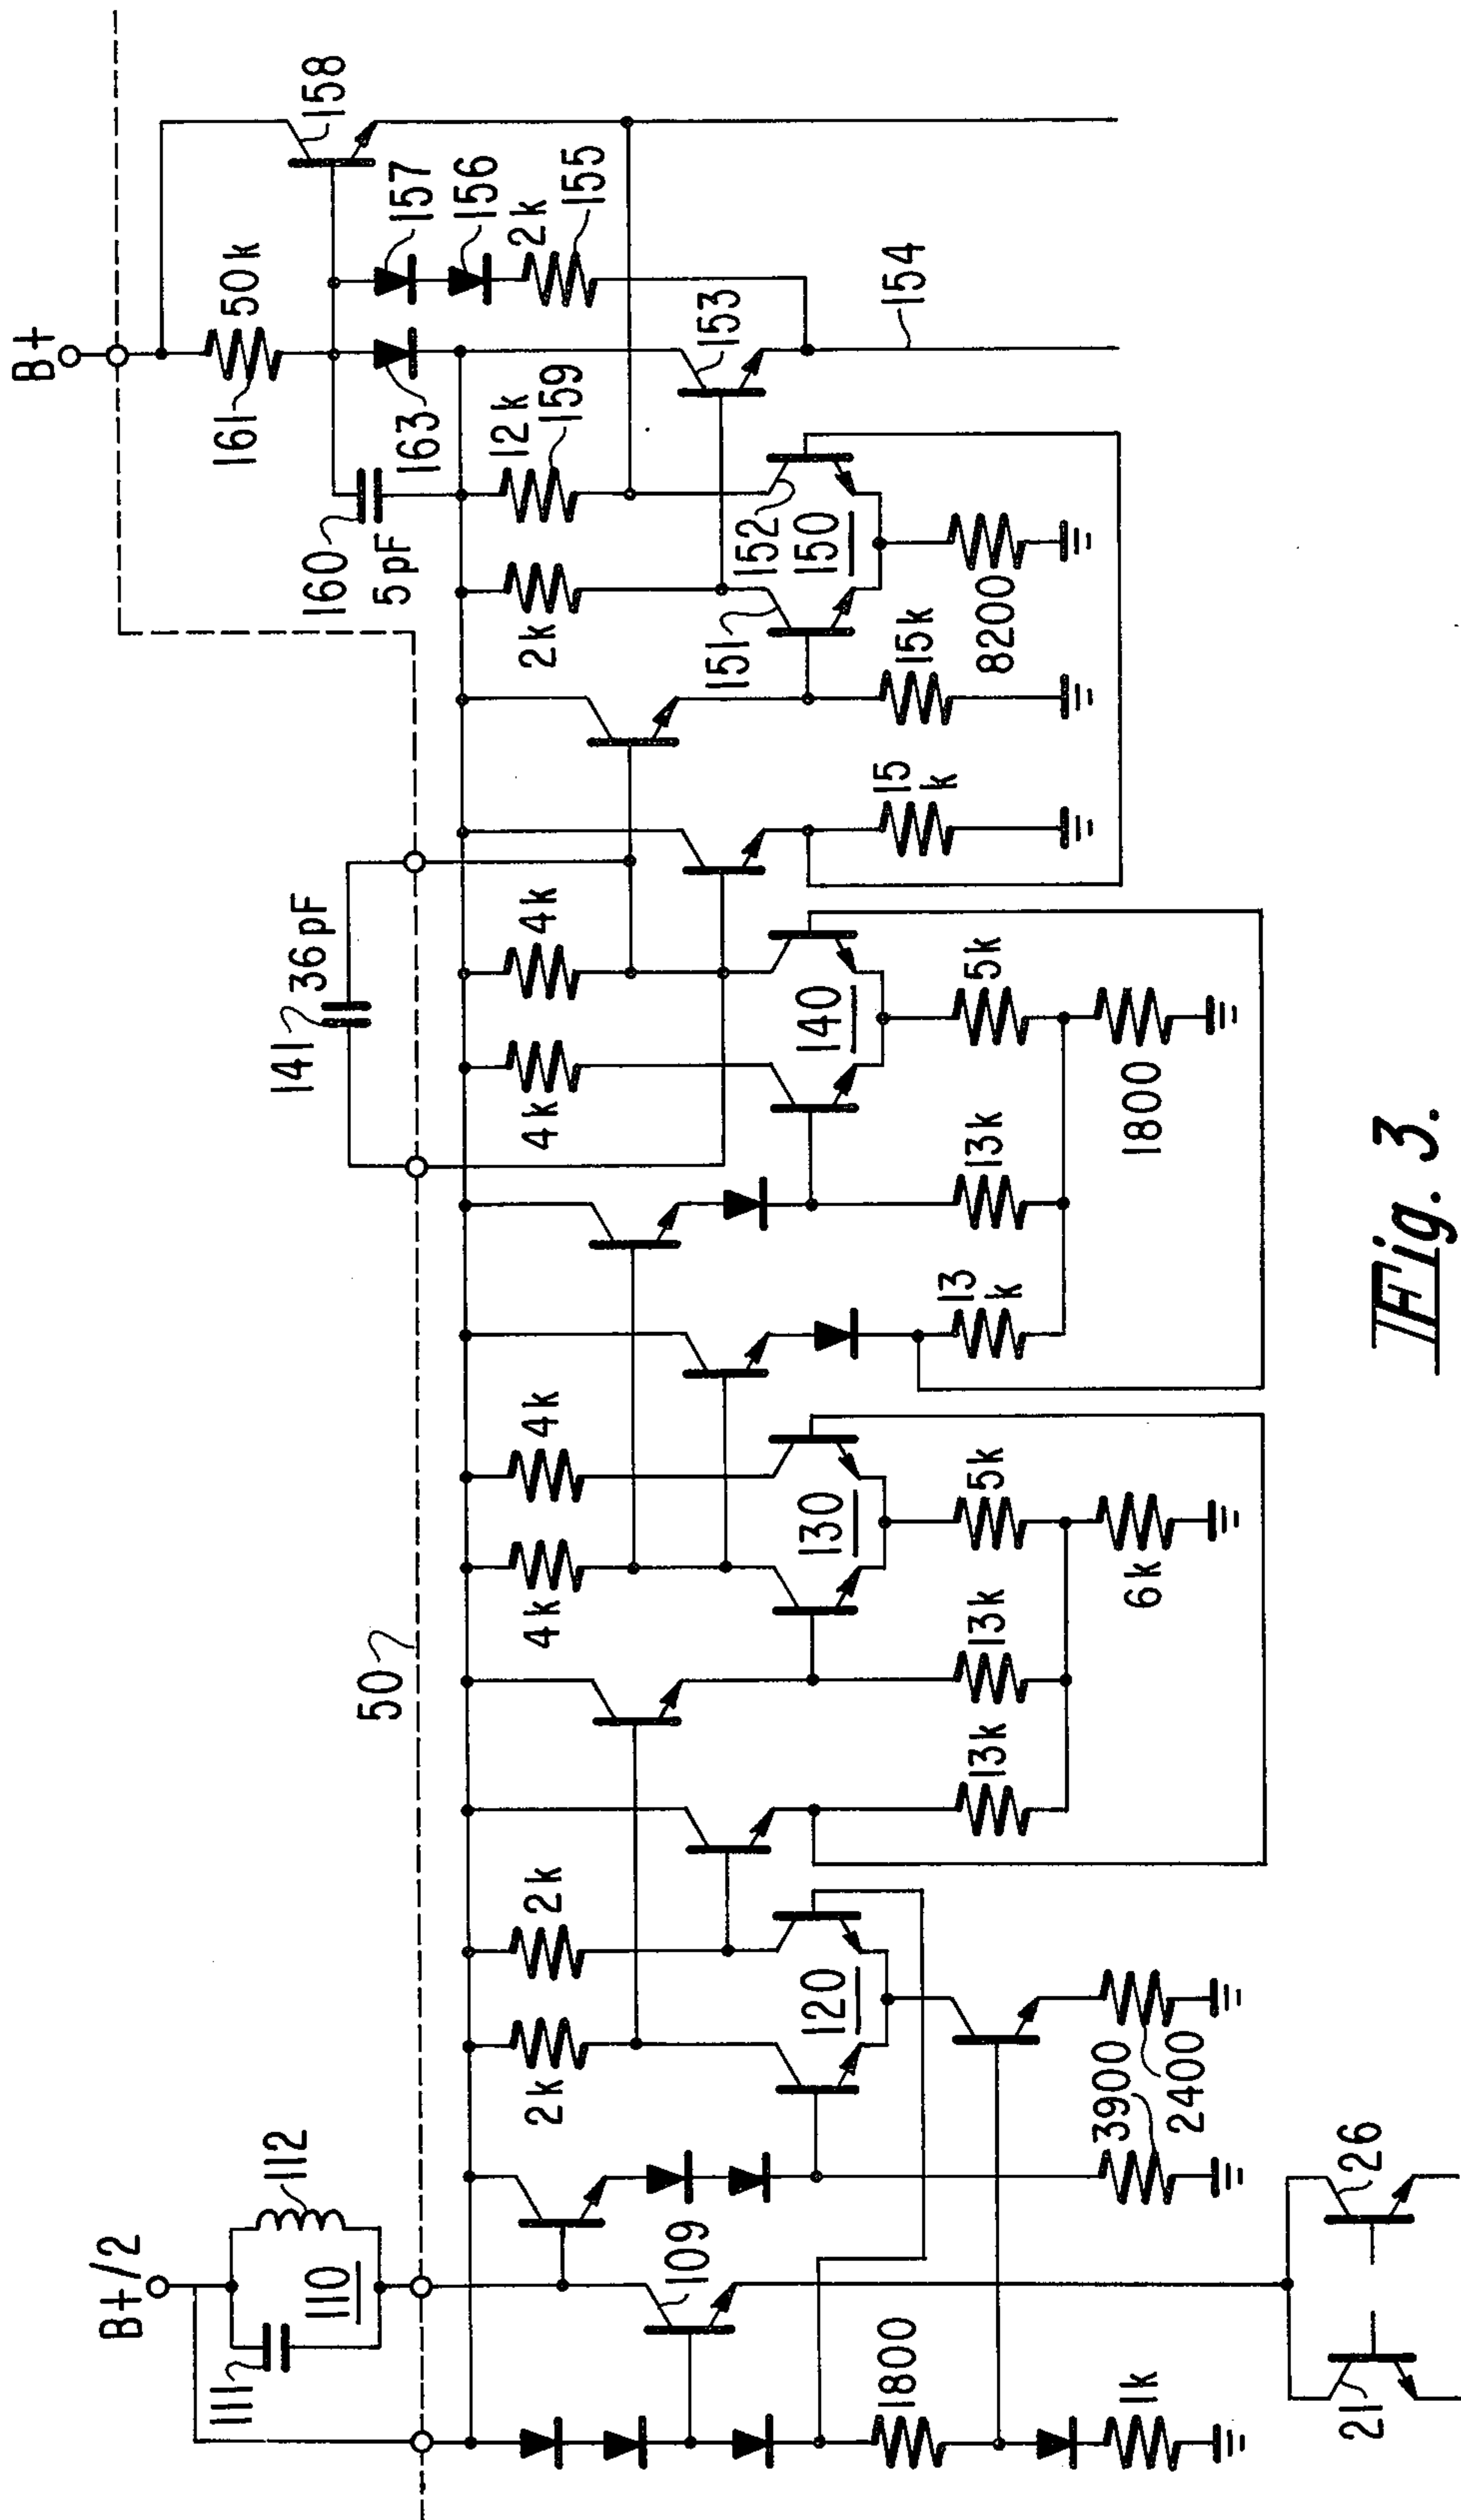 B+/2
111
110
112
50
141
36pF
160
5pF
161
50k
B+
158
157
156
2k
155
163
12k
159
153
154
109
2k
2k
120
1800
3900
2400
1k
21
26
4k
4k
130
13k
13k
5k
6k
4k
4k
140
13
k
13k
5k
1800
2k
151
152
150
15
k
15k
8200
Fig. 3.